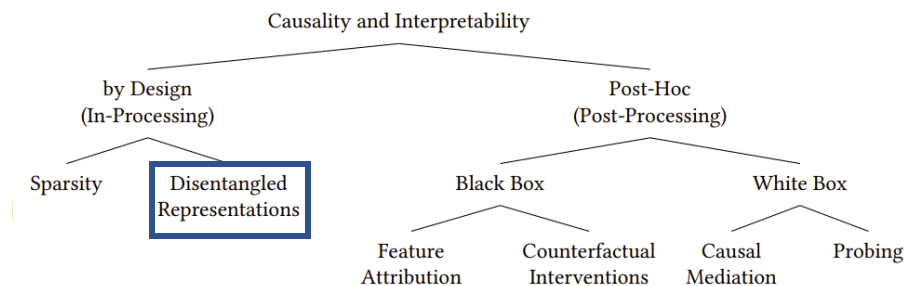 Causality and Interpretability
by Design
(In-Processing)
Post-Hoc
(Post-Processing)
Sparsity
Disentangled
Representations
Black Box
White Box
Feature
Attribution
Counterfactual
Interventions
Causal
Mediation
Probing